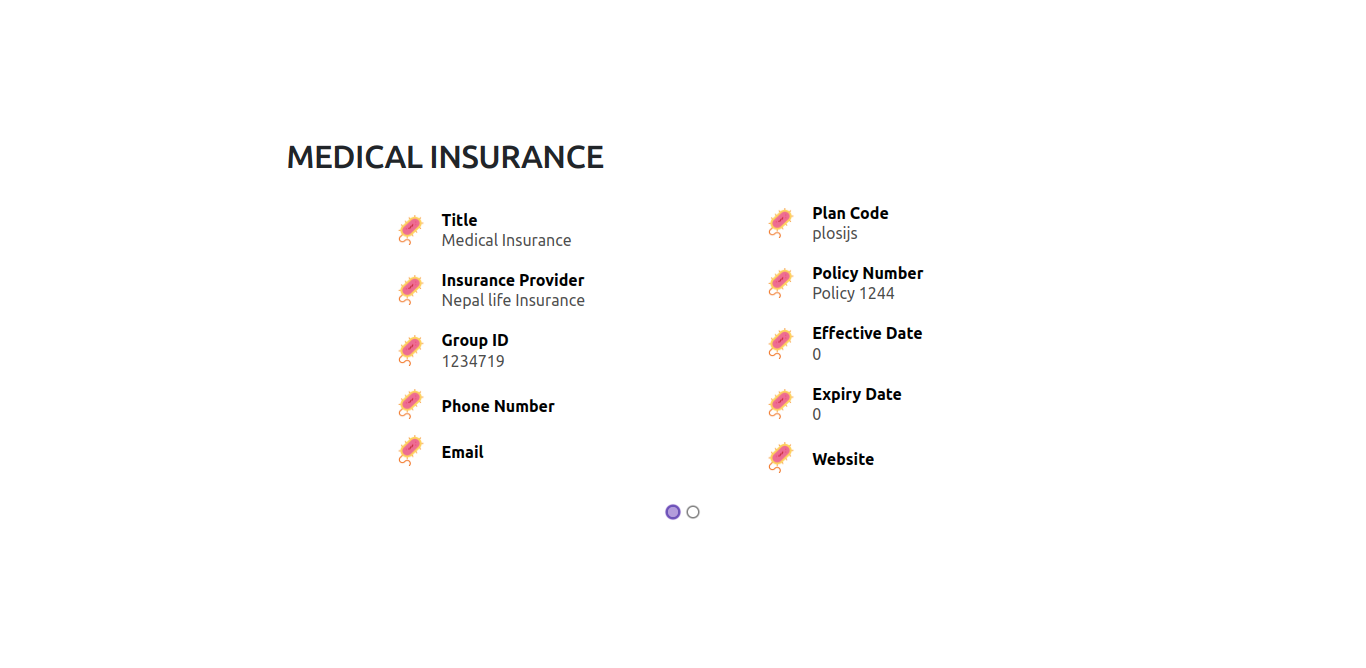 MEDICAL INSURANCE
Title
Medical Insurance
Insurance Provider
Nepal life Insurance
Group ID
1234719
Phone Number
Email
Plan Code
plosijs
Policy Number
Policy 1244
Effective Date
0
Expiry Date
0
Website